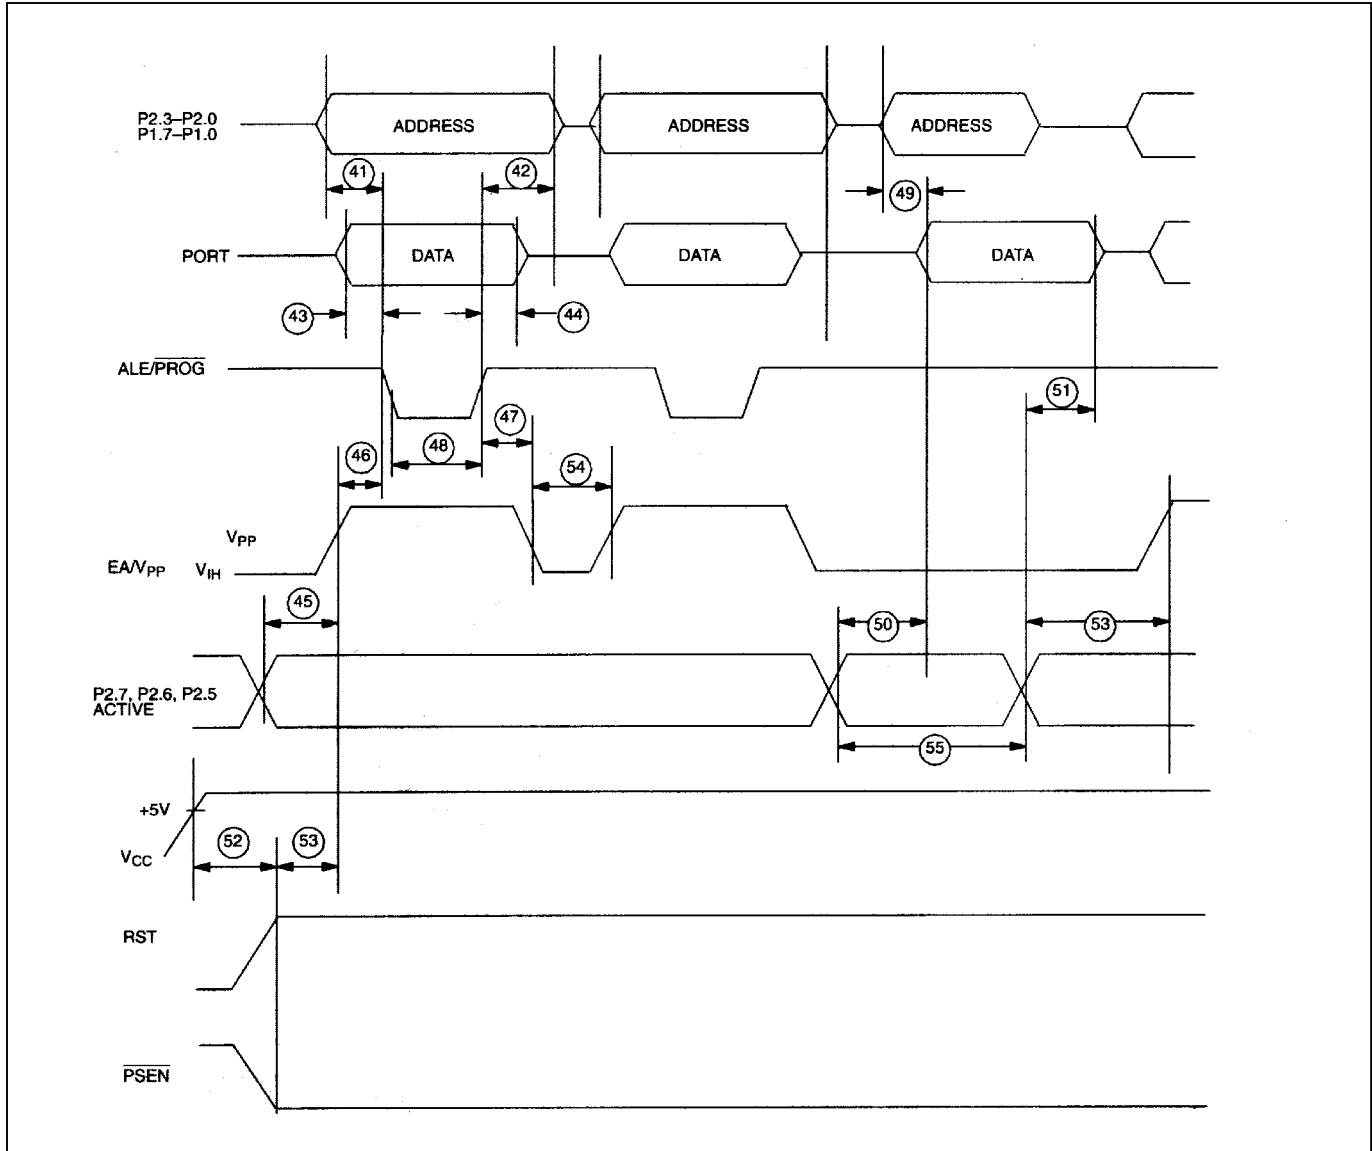 P2.3–P2.0
P1.7–P1.0
ADDRESS
ADDRESS
ADDRESS
41
42
49
PORT
DATA
DATA
DATA
43
44
ALE/PROG
51
47
48
46
54
VPP
EA/VPP
VIH
45
50
53
P2.7, P2.6, P2.5
ACTIVE
55
+5V
52
53
VCC
RST
PSEN